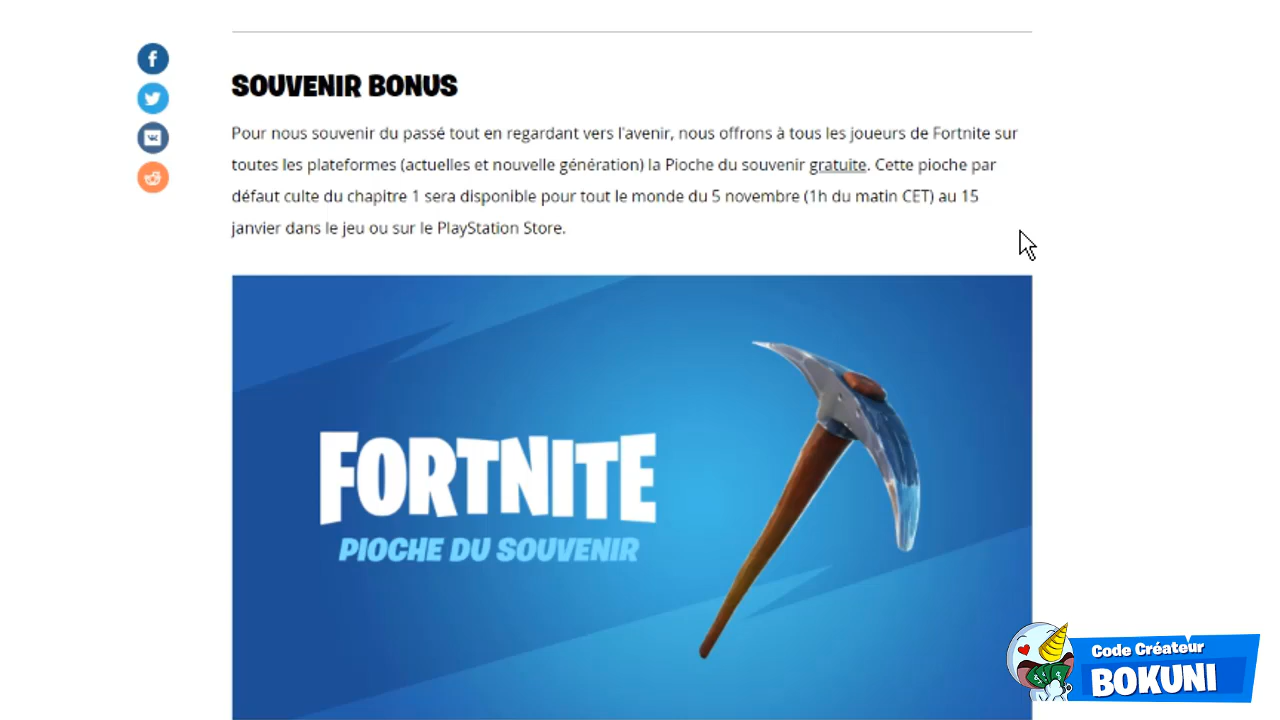 SOUVENIR BONUS
Pour nous souvenir du passé tout en regardant vers l'avenir, nous offrons à tous les joueurs de Fortnite sur
toutes les plateformes (actuelles et nouvelle génération) la Pioche du souvenir gratuite. Cette pioche par
défaut culte du chapitre 1 sera disponible pour tout le monde du 5 novembre (1h du matin CET) au 15
janvier dans le jeu ou sur le PlayStation Store.
FORTNITE
PIOCHE DU SOUVENIR
Code Créateur
BOKUNI